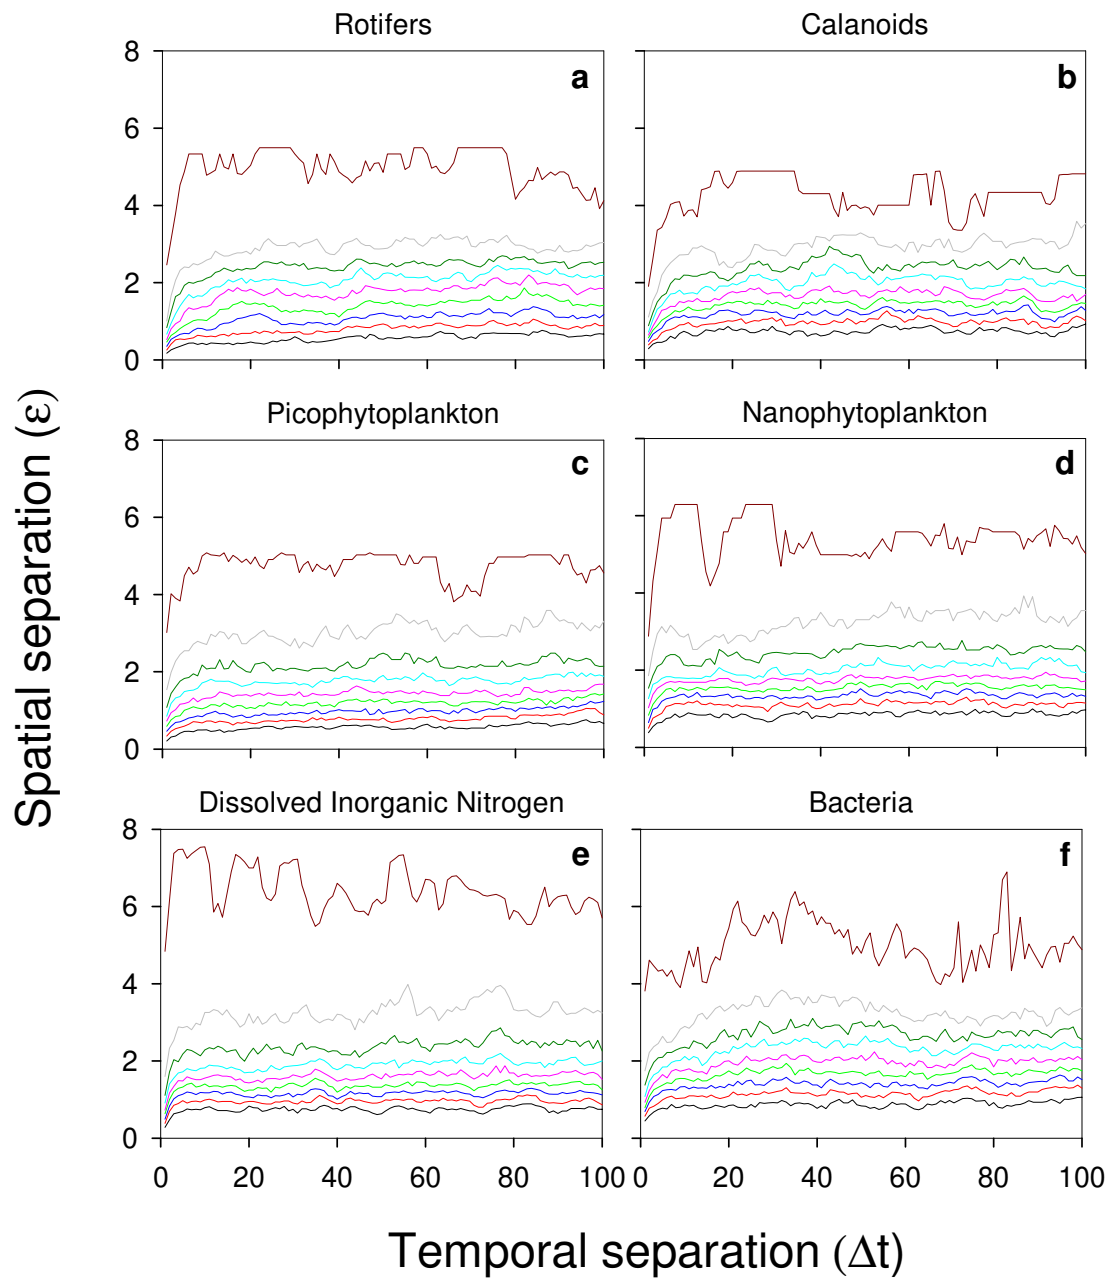 Rotifers
Calanoids
8
6
4
2
0
a
b
Picophytoplankton
Nanophytoplankton
8
6
4
2
0
c
d
Dissolved Inorganic Nitrogen
Bacteria
8
6
4
2
0
e
f
0 20 40 60 80 100 0 20 40 60 80 100
Spatial separation (ε)
Temporal separation (Δt)